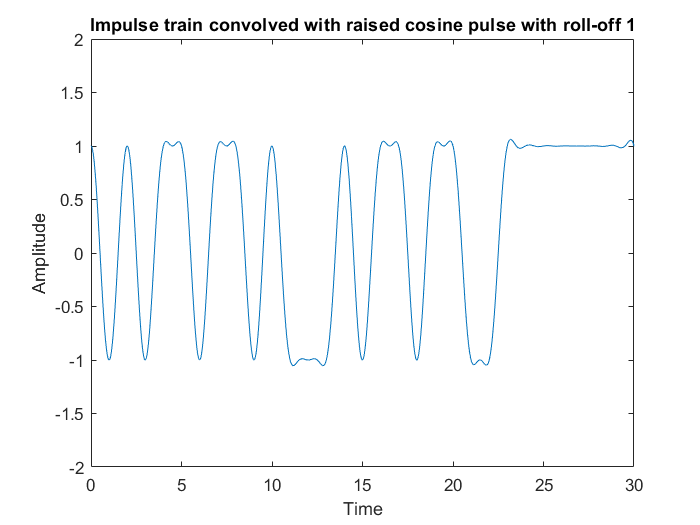 Impulse train convolved with raised cosine pulse with roll-off 1
2
1.5
1
0.5
0
-0.5
-1
-1.5
-2
Amplitude
0 5 10 15 20 25 30
Time